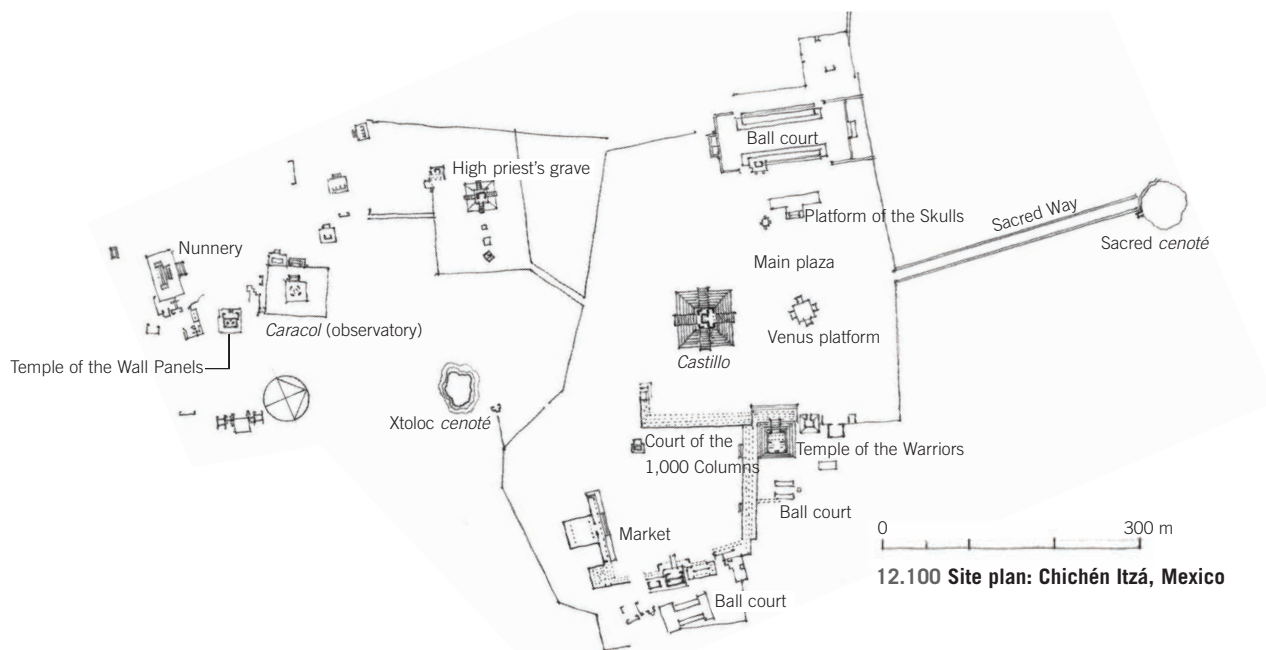 Ball court
High priest's grave
Platform of the Skulls
Sacred Way
Sacred cenoté
Nunnery
Main plaza
Caracol (observatory)
Venus platform
Temple of the Wall Panels
Castillo
Xtoloc cenoté
Court of the
1,000 Columns
Temple of the Warriors
Ball court
Market
0 300 m
12.100 Site plan: Chichén Itzá, Mexico
Ball court